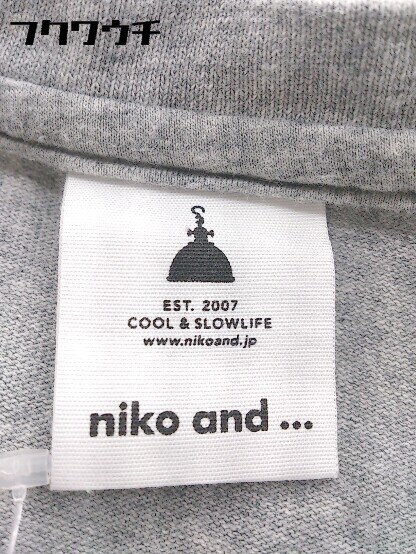 フクワウチ
EST. 2007
COOL & SLOWLIFE
www.nikoand.jp
niko and ...